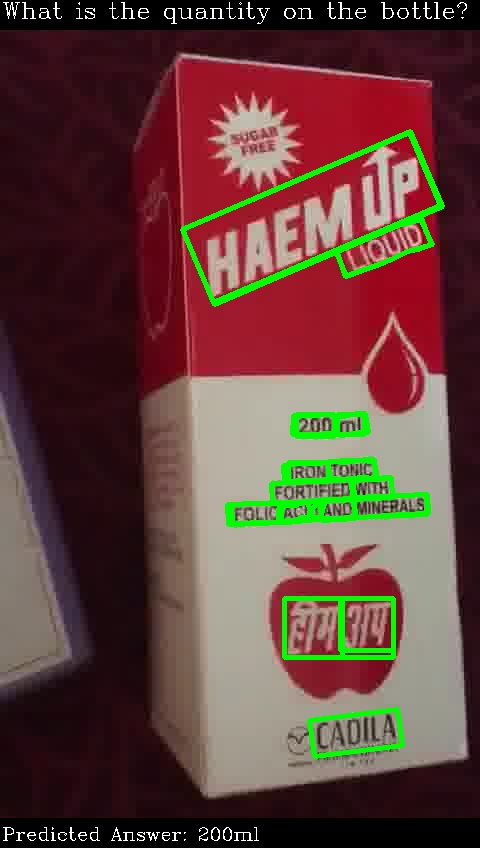 What is the quantity on the bottle?
SUGAR
FREE
HAEM UP
LIQUID
200 ml
IRON TONIC
FORTIFIED WITH
FOLIC ACID AND MINERALS
हीम अप
CADILA
Predicted Answer: 200ml